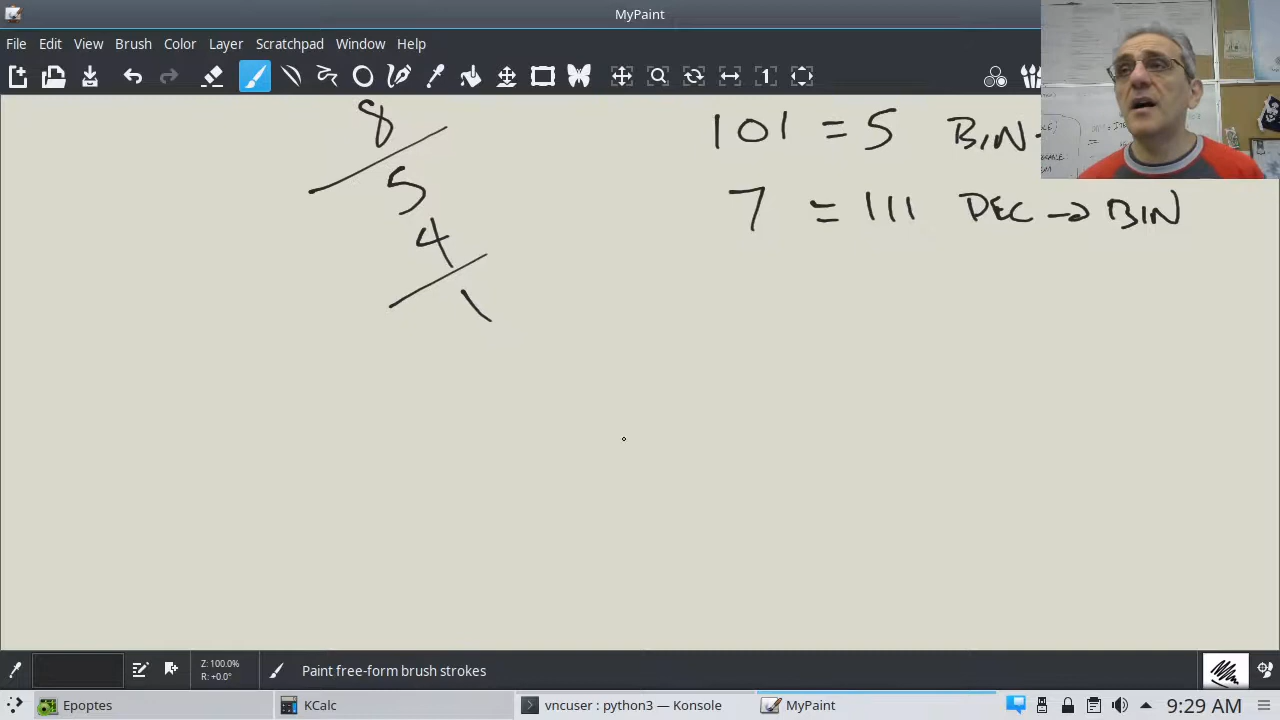 MyPaint
File Edit View Brush Color Layer Scratchpad Window Help
1
8
5
4
1
101 = 5 BIN
7 = 111 DEC → BIN
Z: 100.0%
R: +0.0°
Paint free-form brush strokes
Epoptes
KCalc
vncuser : python3 — Konsole
MyPaint
9:29 AM